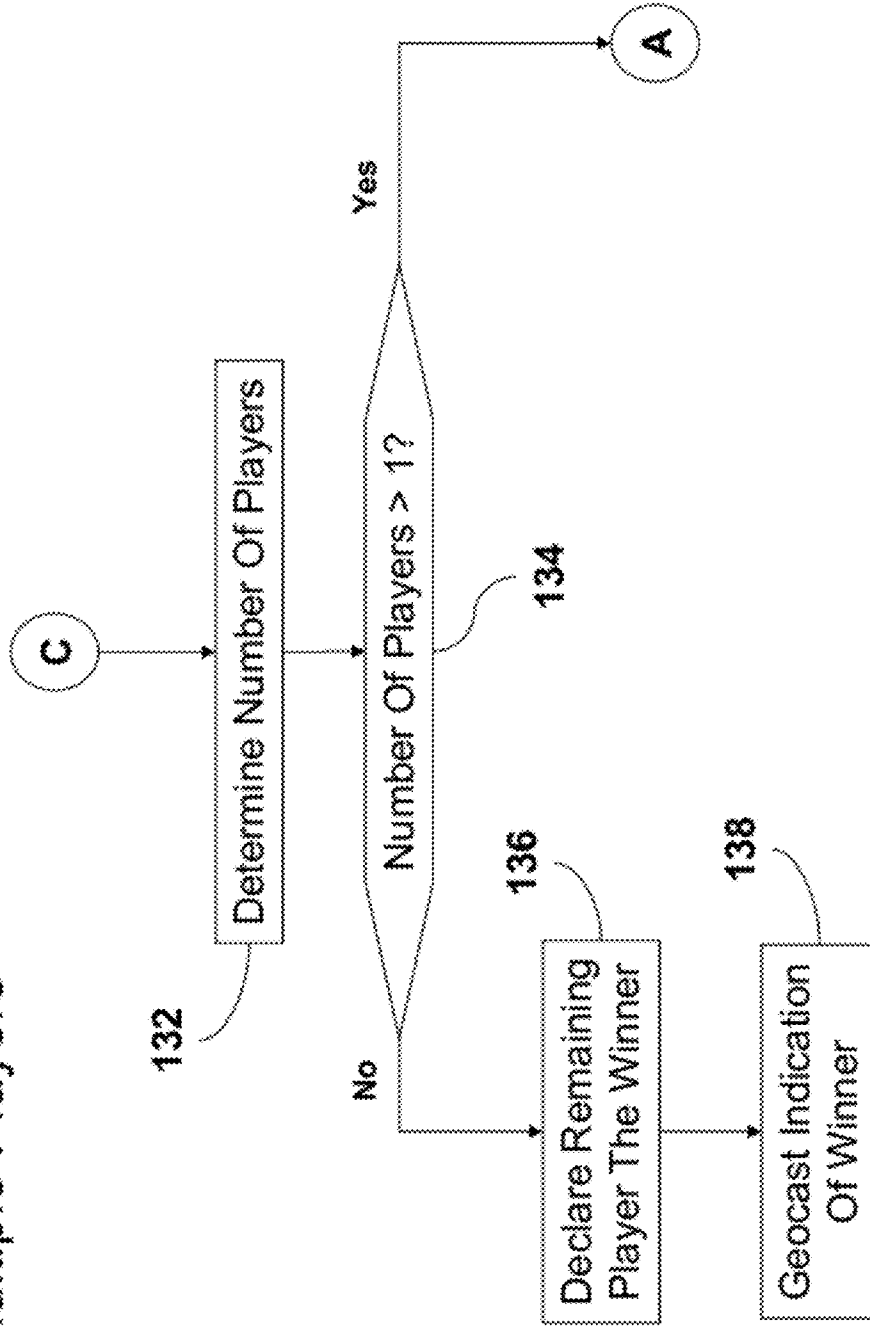 C
132
Determine Number Of Players
Number Of Players > 1?
134
Yes
A
No
136
Declare Remaining
Player The Winner
138
Geocast Indication
Of Winner